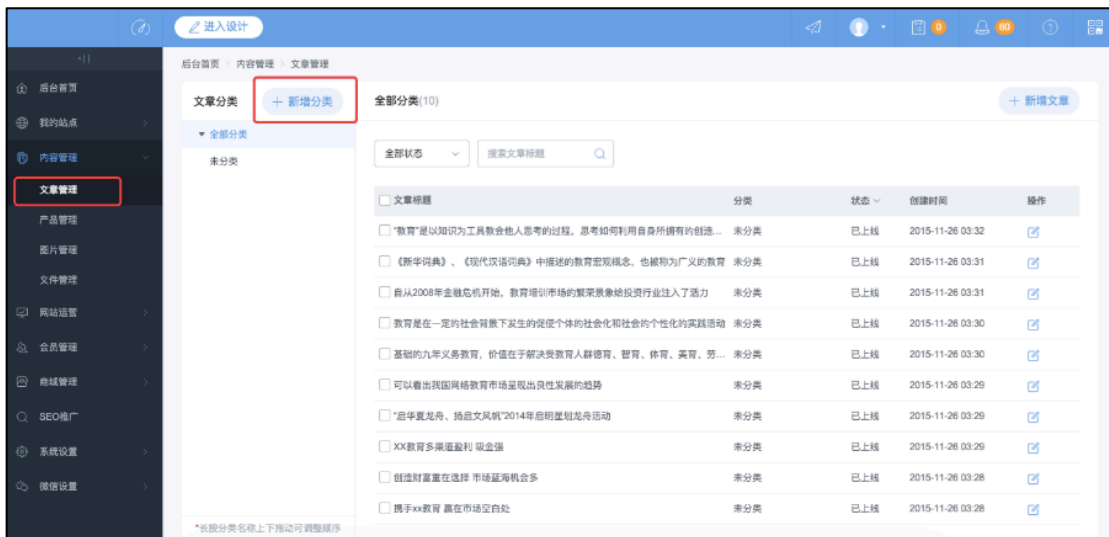 进入设计
0
60
后台首页 > 内容管理 > 文章管理
后台首页
我的站点
内容管理
文章管理
产品管理
图片管理
文件管理
网站运营
会员管理
商城管理
SEO推广
系统设置
微信设置
文章分类 + 新增分类
全部分类
未分类
*长按分类名称上下拖动可调整顺序
全部分类(10) + 新增文章
全部状态 搜索文章标题
文章标题 分类 状态 创建时间 操作
"教育"是以知识为工具教会他人思考的过程，思考如何利用自身所拥有的创造... 未分类 已上线 2015-11-26 03:32
《新华词典》、《现代汉语词典》中描述的教育宏观概念，也被称为广义的教育 未分类 已上线 2015-11-26 03:31
自从2008年金融危机开始，教育培训市场的繁荣景象给投资行业注入了活力 未分类 已上线 2015-11-26 03:31
教育是在一定的社会背景下发生的促使个体的社会化和社会的个性化的实践活动 未分类 已上线 2015-11-26 03:30
基础的九年义务教育，价值在于解决受教育人群德育、智育、体育、美育、劳... 未分类 已上线 2015-11-26 03:30
可以看出我国网络教育市场呈现出良性发展的趋势 未分类 已上线 2015-11-26 03:29
"启华夏龙舟、扬启文风帆"2014年启明星划龙舟活动 未分类 已上线 2015-11-26 03:29
XX教育多渠道盈利 吸金强 未分类 已上线 2015-11-26 03:29
创造财富重在选择 市场蓝海机会多 未分类 已上线 2015-11-26 03:28
携手xx教育 赢在市场空白处 未分类 已上线 2015-11-26 03:28